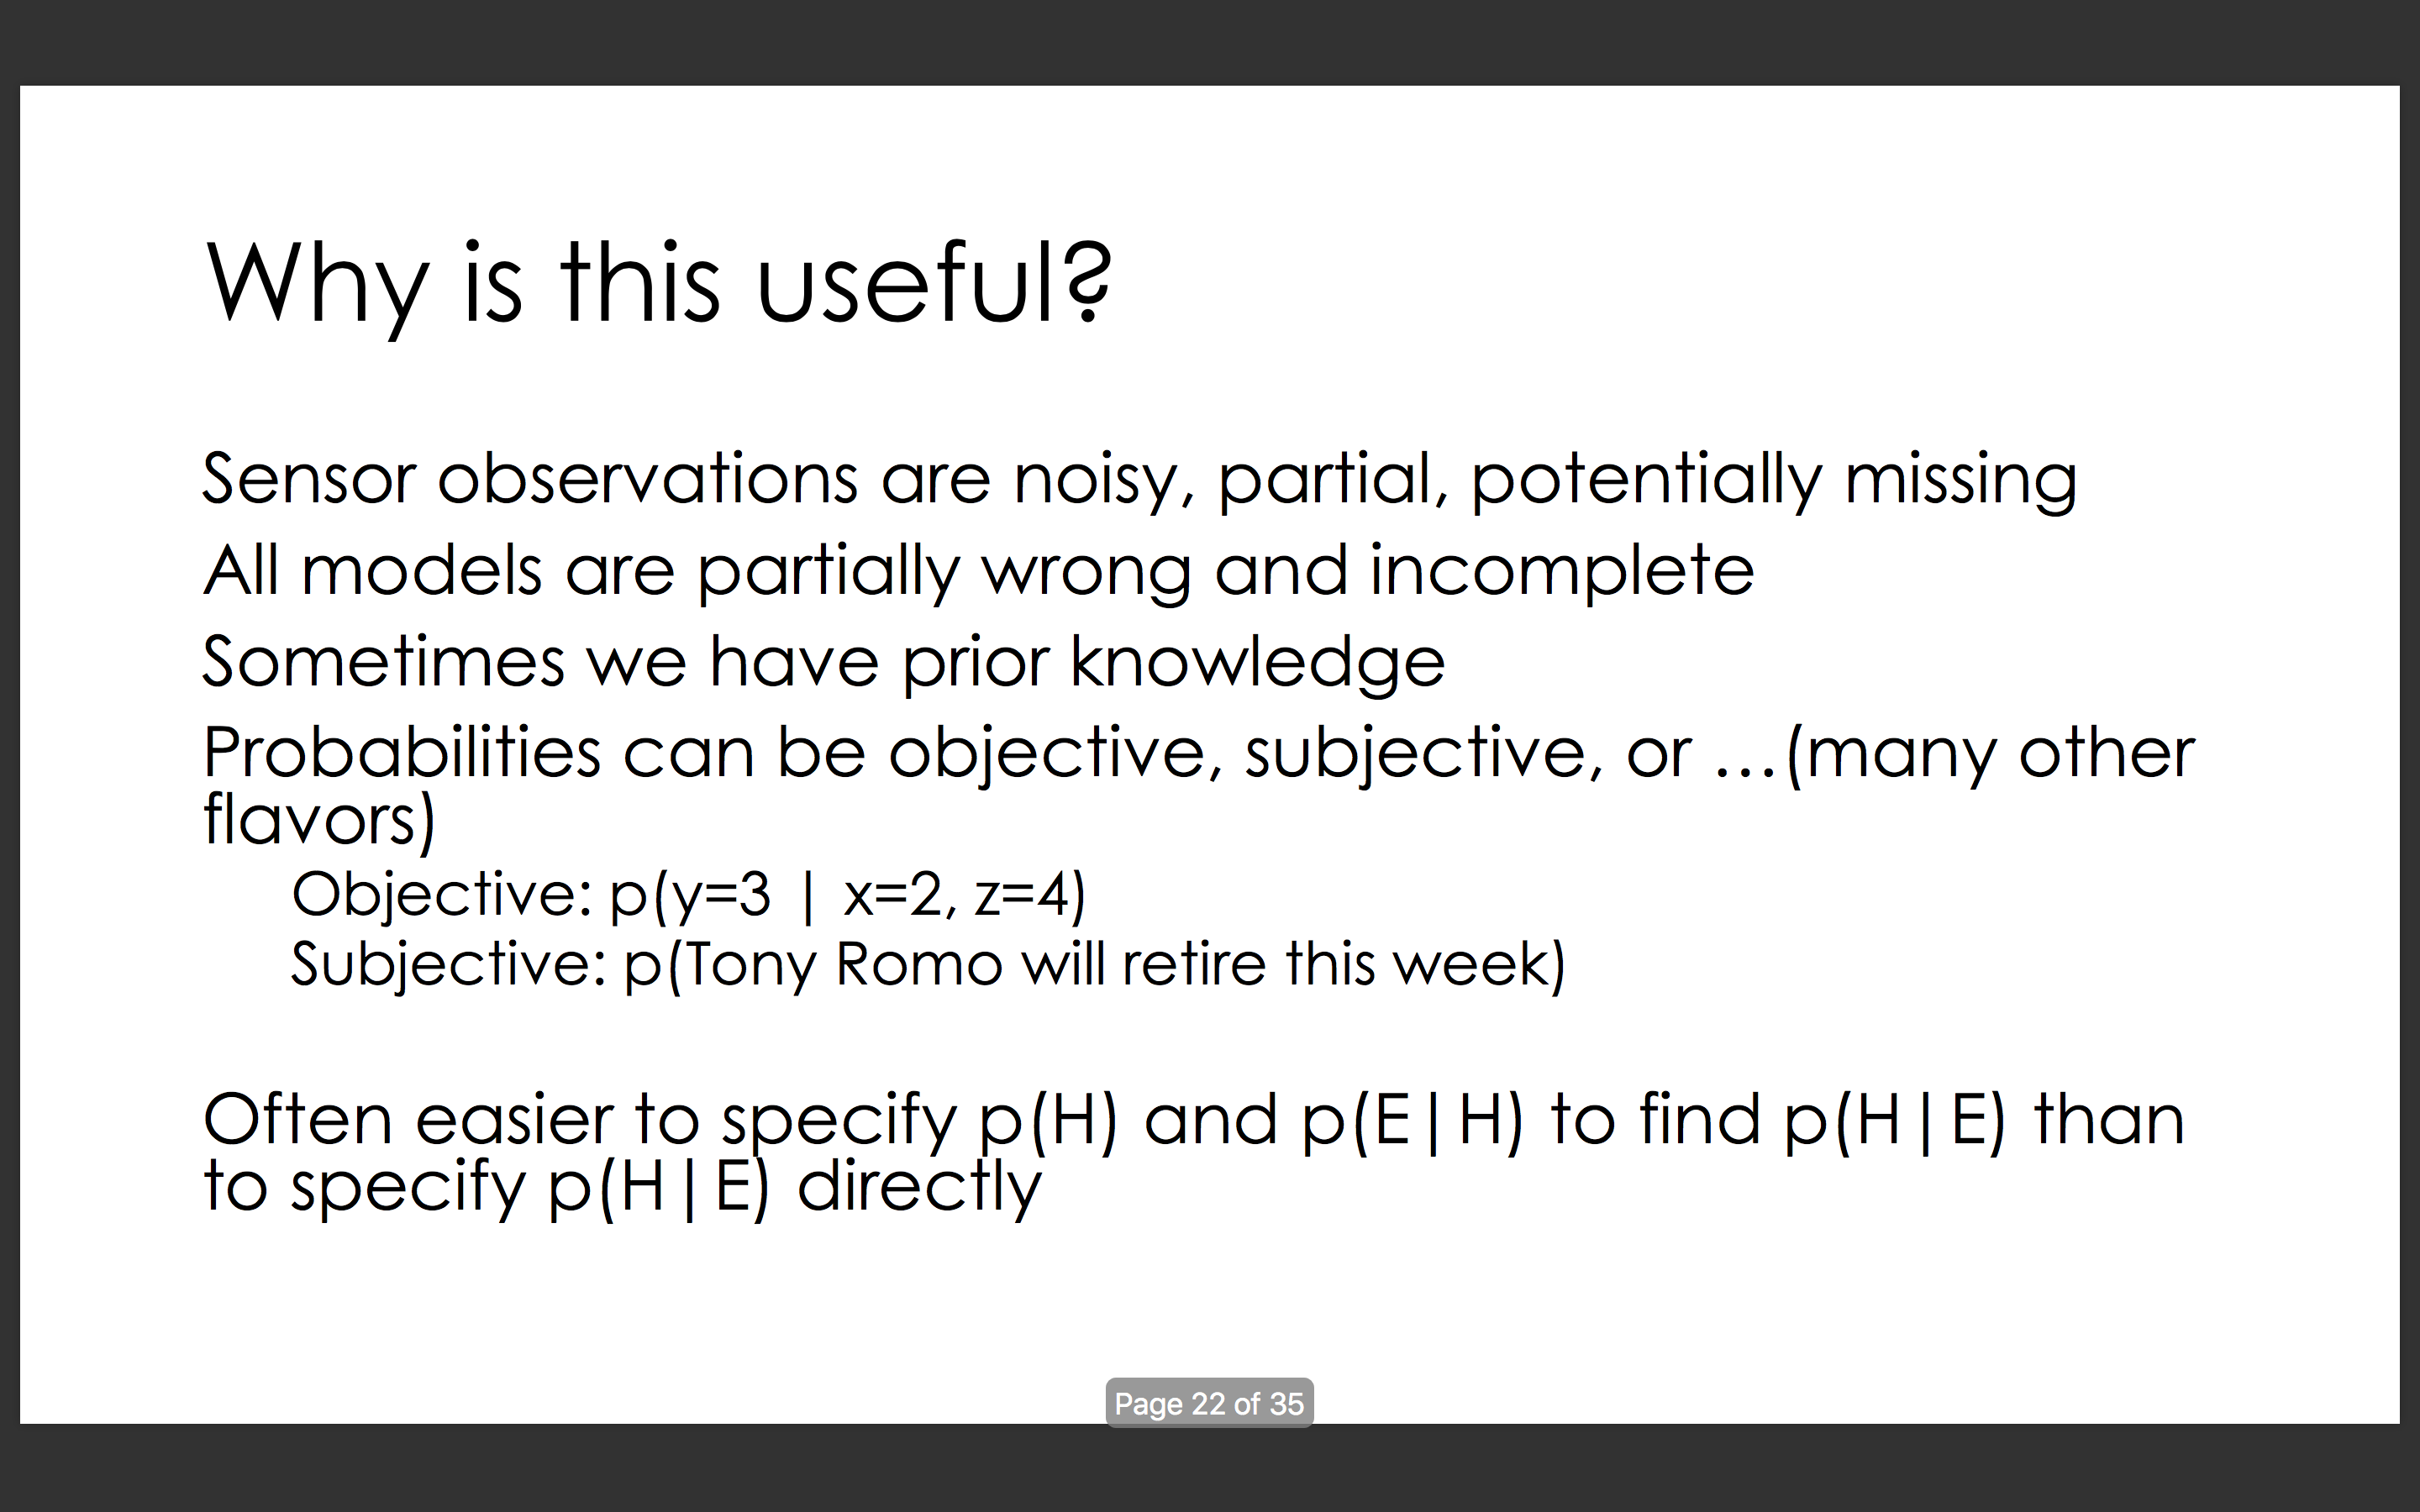 Why is this useful?
Sensor observations are noisy, partial, potentially missing
All models are partially wrong and incomplete
Sometimes we have prior knowledge
Probabilities can be objective, subjective, or …(many other
flavors)
Objective: p(y=3 | x=2, z=4)
Subjective: p(Tony Romo will retire this week)
Often easier to specify p(H) and p(E|H) to find p(H|E) than
to specify p(H|E) directly
Page 22 of 35